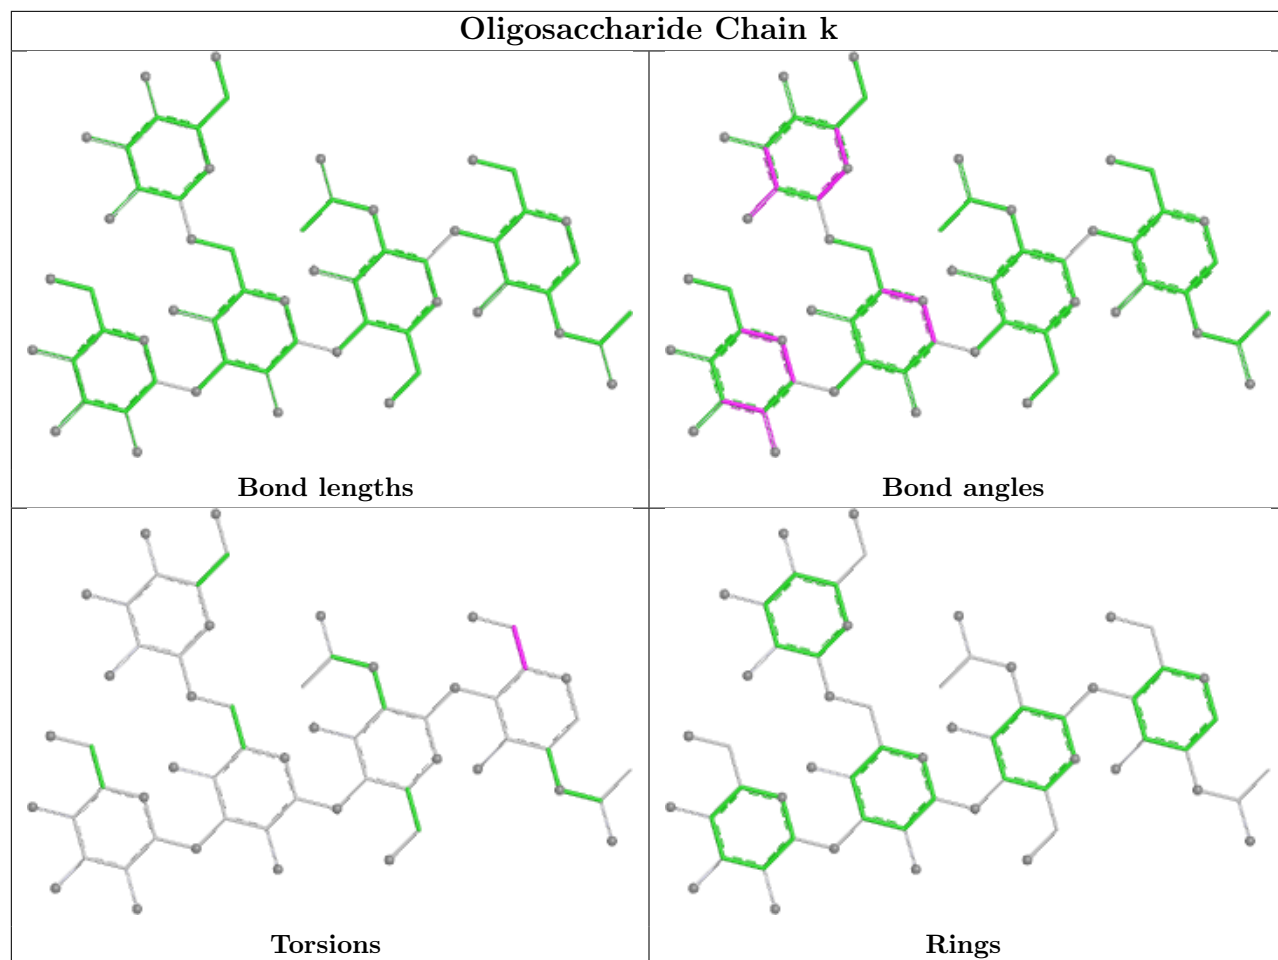 Oligosaccharide Chain k
Bond lengths
Bond angles
Torsions
Rings